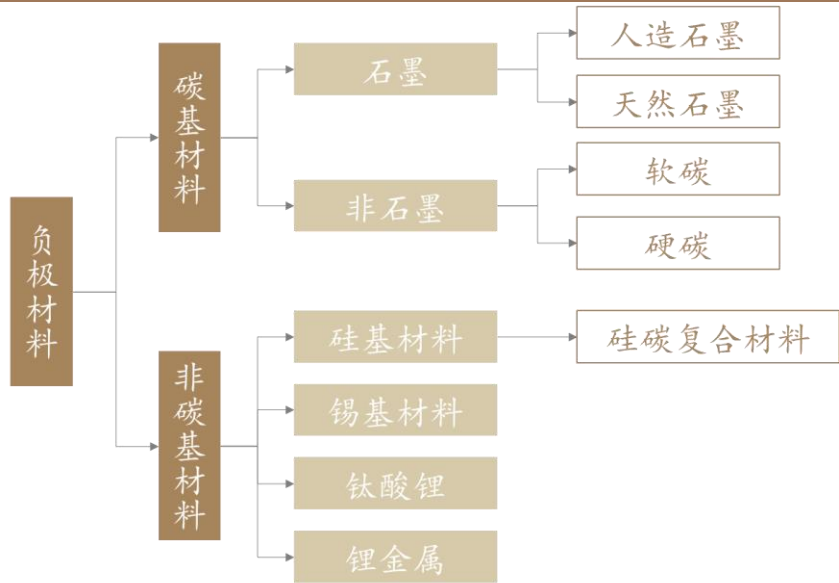 负极材料
碳基材料
石墨
人造石墨
天然石墨
非石墨
软碳
硬碳
非碳基材料
硅基材料
硅碳复合材料
锡基材料
钛酸锂
锂金属